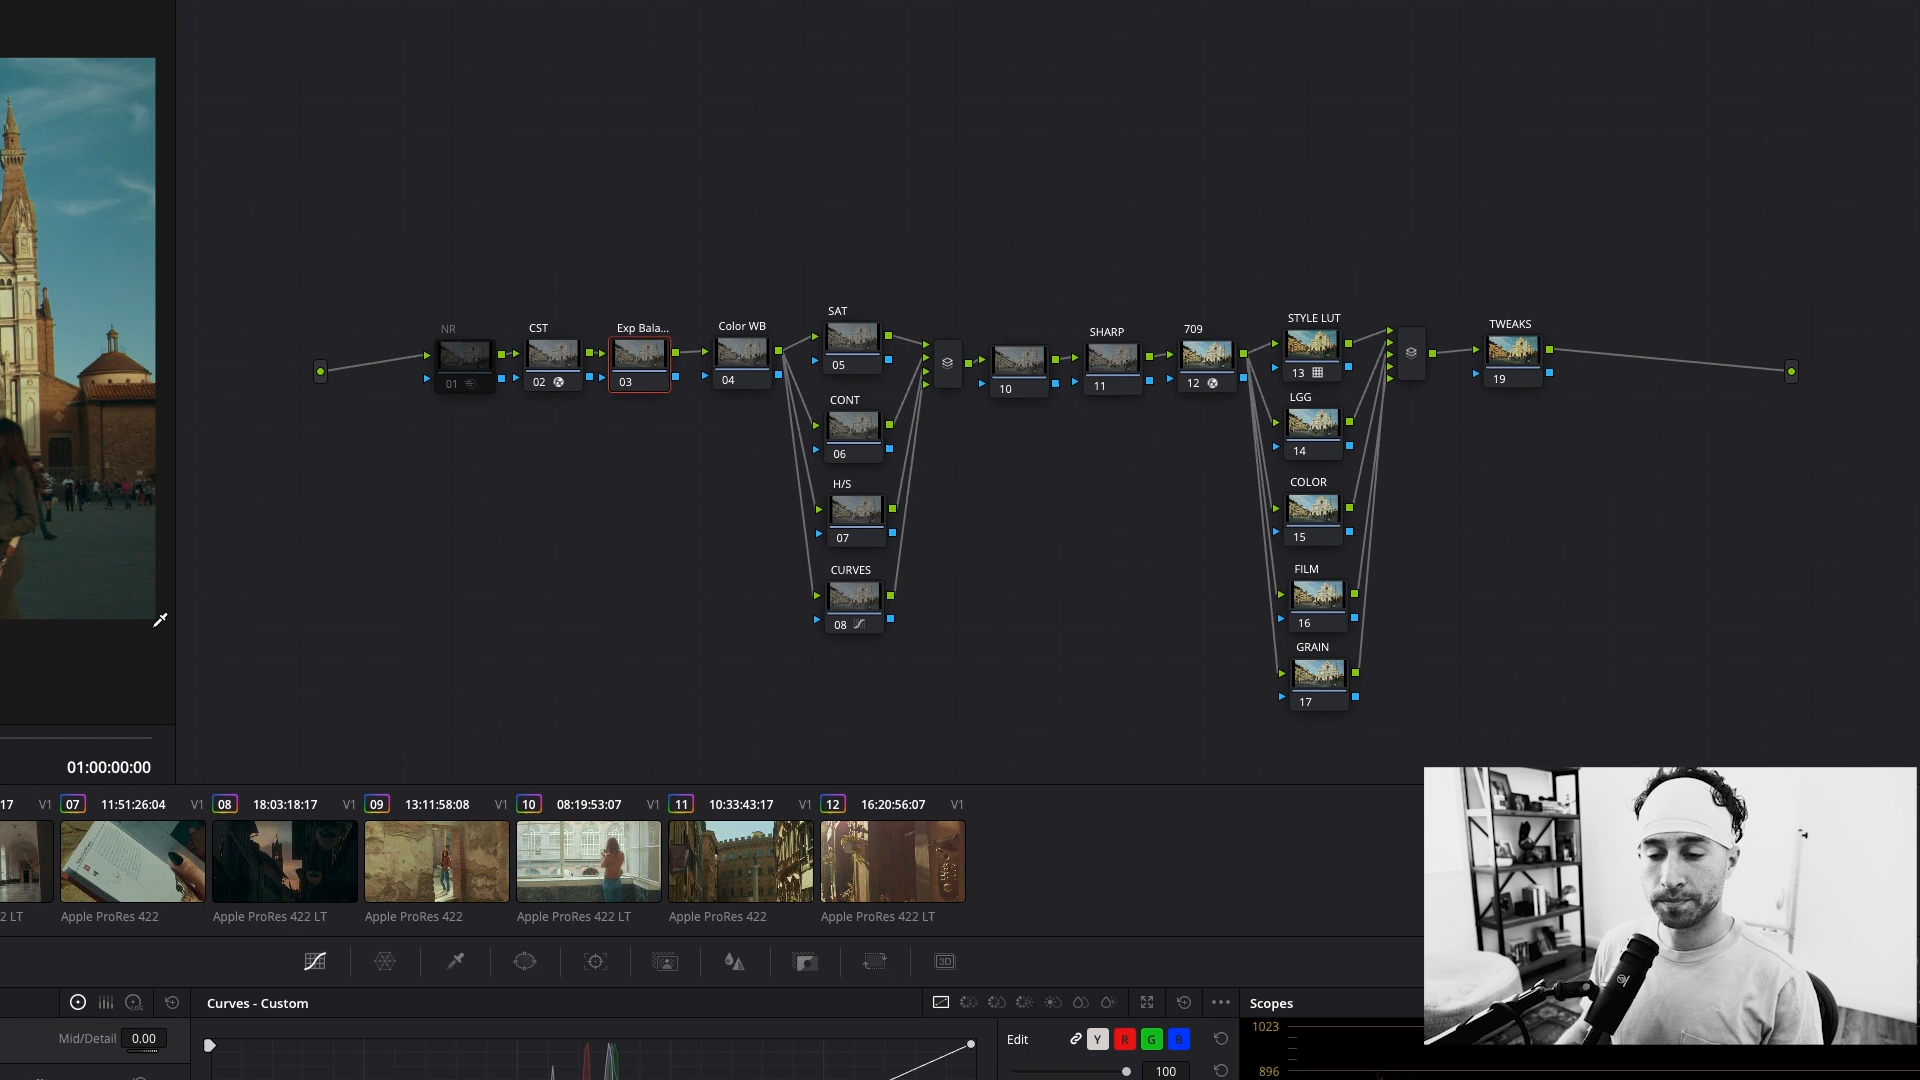 SAT
STYLE LUT
TWEAKS
NR
CST
Exp Bala...
Color WB
SHARP
709
01
02
03
04
05
10
11
12
13
19
CONT
LGG
06
14
H/S
COLOR
07
15
CURVES
FILM
08
16
GRAIN
17
01:00:00:00
17 V1 07 11:51:26:04 V1 08 18:03:18:17 V1 09 13:11:58:08 V1 10 08:19:53:07 V1 11 10:33:43:17 V1 12 16:20:56:07 V1
2 LT Apple ProRes 422 Apple ProRes 422 LT Apple ProRes 422 Apple ProRes 422 LT Apple ProRes 422 Apple ProRes 422 LT
3D
LOG
Curves - Custom
Scopes
Mid/Detail 0.00
Edit Y R G B
100
1023
896